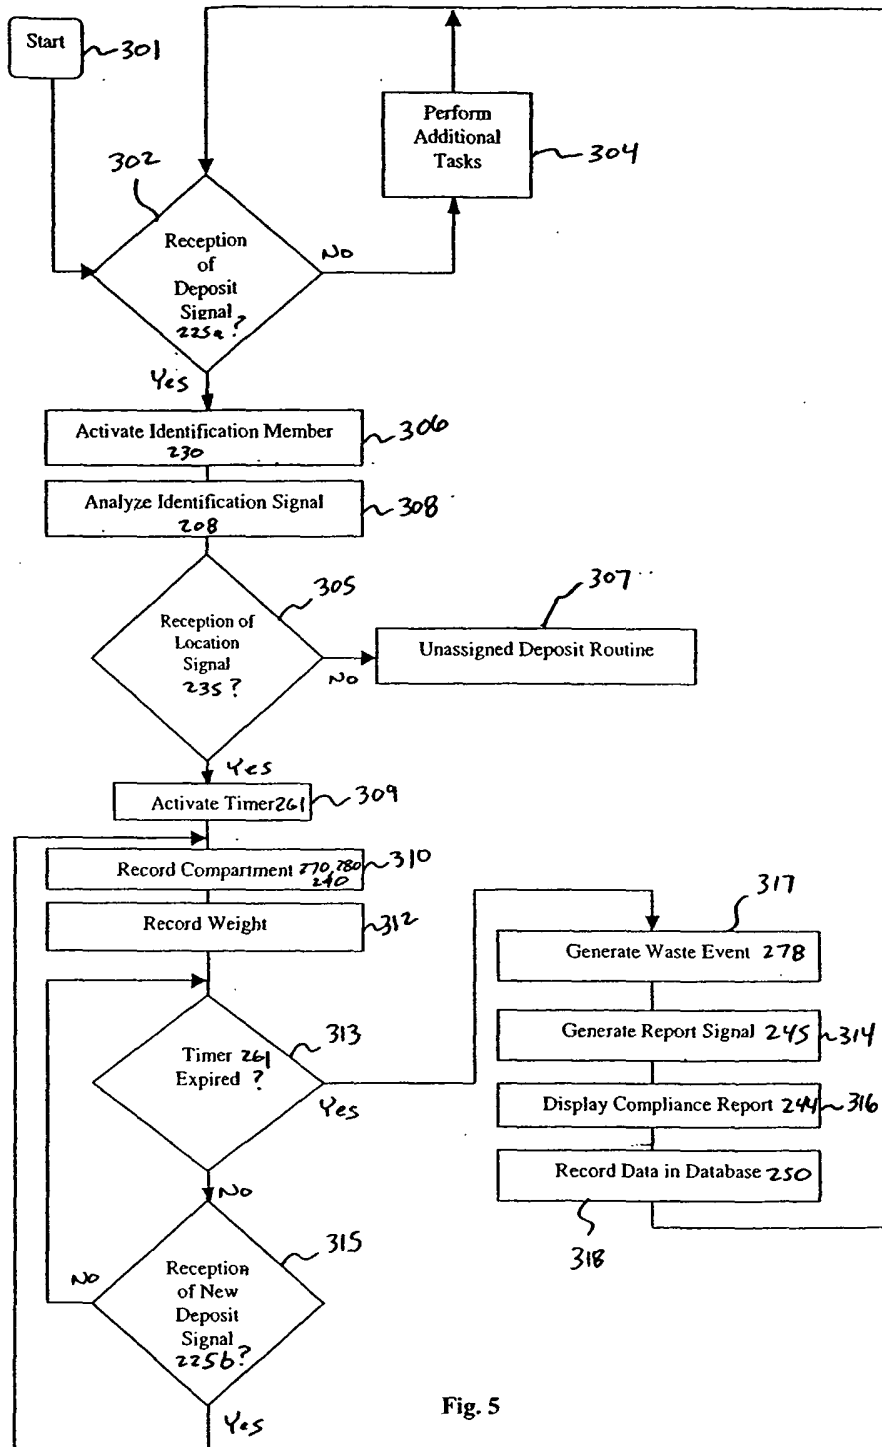 Start
301
Perform
Additional
Tasks
304
302
Reception
of
Deposit
Signal
225a?
No
Yes
Activate Identification Member
230
306
Analyze Identification Signal
208
308
305
Reception of
Location
Signal
235?
No
307
Unassigned Deposit Routine
Yes
Activate Timer 261
309
Record Compartment 270, 280
240
310
Record Weight
312
317
Generate Waste Event 278
Generate Report Signal 245
314
Display Compliance Report 244
316
Record Data in Database 250
318
313
Timer 261
Expired ?
Yes
No
315
Reception
of New
Deposit
Signal
225b?
No
Yes
Fig. 5